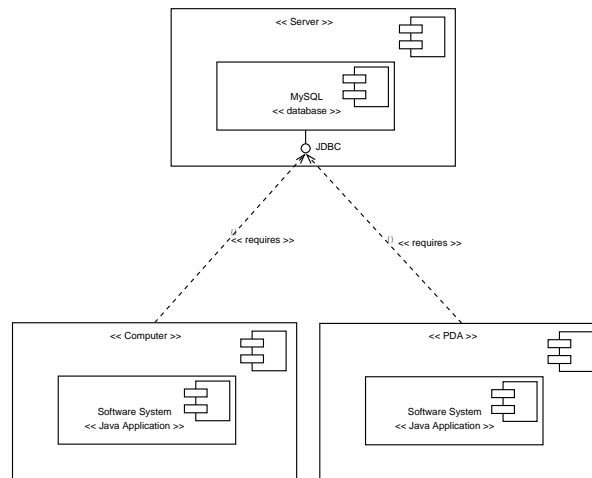 << Server >>
MySQL
<< database >>
JDBC
<< requires >>
<< requires >>
<< Computer >>
<< PDA >>
Software System
<< Java Application >>
Software System
<< Java Application >>